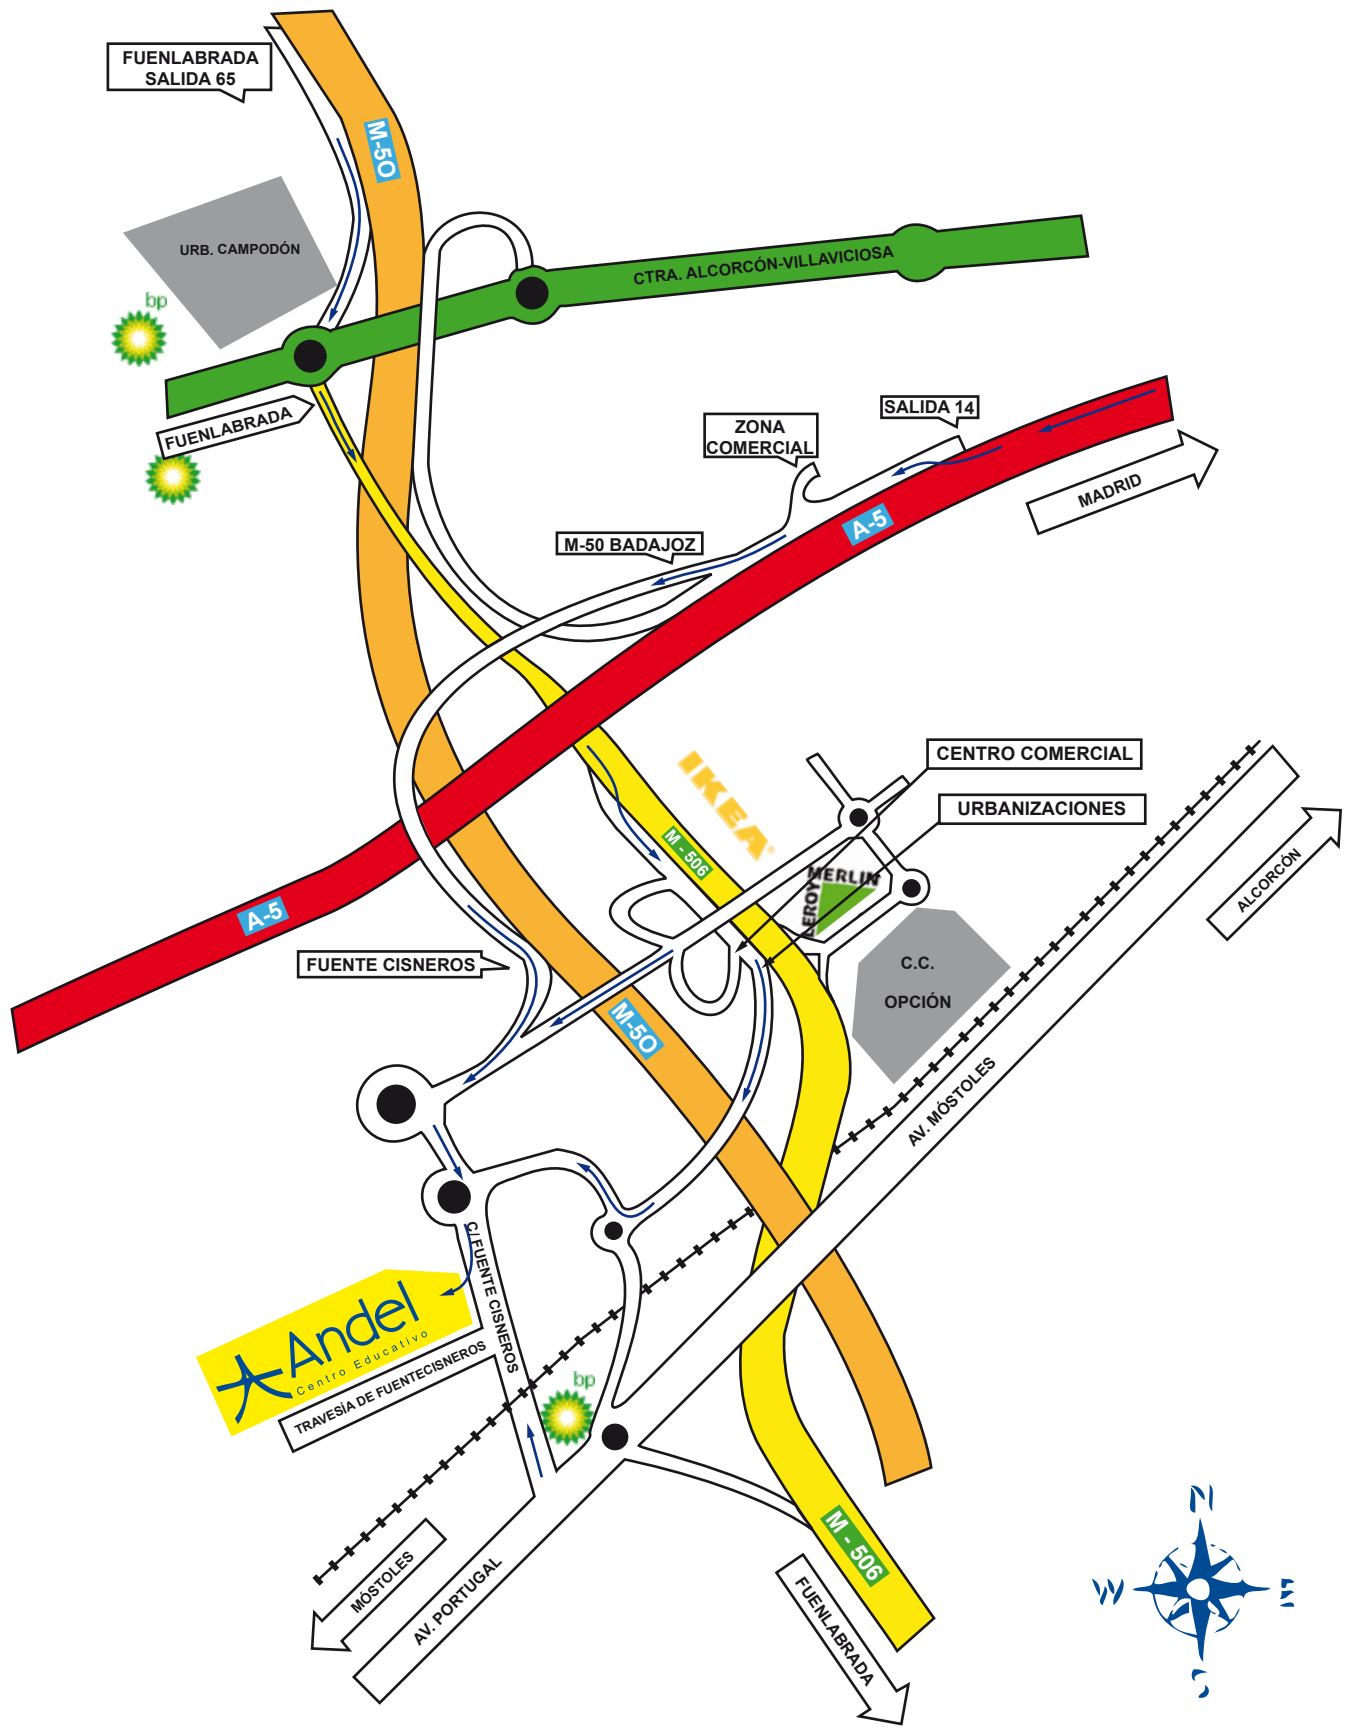 FUENLABRADA
SALIDA 65
M-5O
URB. CAMPODÓN
bp
CTRA. ALCORCÓN-VILLAVICIOSA
FUENLABRADA
SALIDA 14
ZONA
COMERCIAL
MADRID
A-5
M-50 BADAJOZ
CENTRO COMERCIAL
IKEA
URBANIZACIONES
M - 506
LEROY
MERLIN
ALCORCÓN
A-5
FUENTE CISNEROS
C.C.
OPCIÓN
M-5O
AV. MÓSTOLES
C/ FUENTE CISNEROS
Andel
Centro Educativo
TRAVESÍA DE FUENTECISNEROS
bp
MÓSTOLES
AV. PORTUGAL
M - 506
FUENLABRADA
N
W
E
S